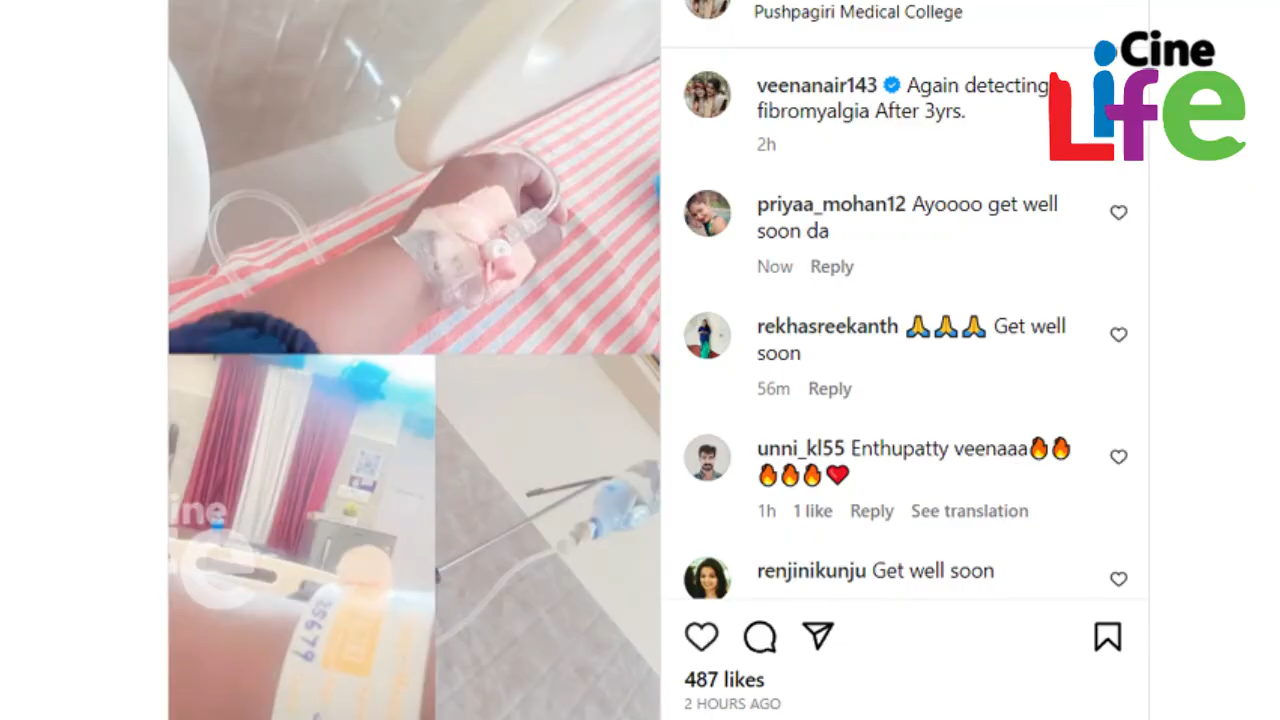 Pushpagiri Medical College
Cine
Life
veenanair143 Again detecting
fibromyalgia After 3yrs.
2h
priyaa_mohan12 Ayoooo get well
soon da
Now Reply
rekhasreekanth 🙏🙏🙏 Get well
soon
56m Reply
unni_kl55 Enthupatty veenaaa🔥🔥
🔥🔥🔥❤️
1h 1 like Reply See translation
renjinikunju Get well soon
487 likes
2 HOURS AGO
ine
e
25679